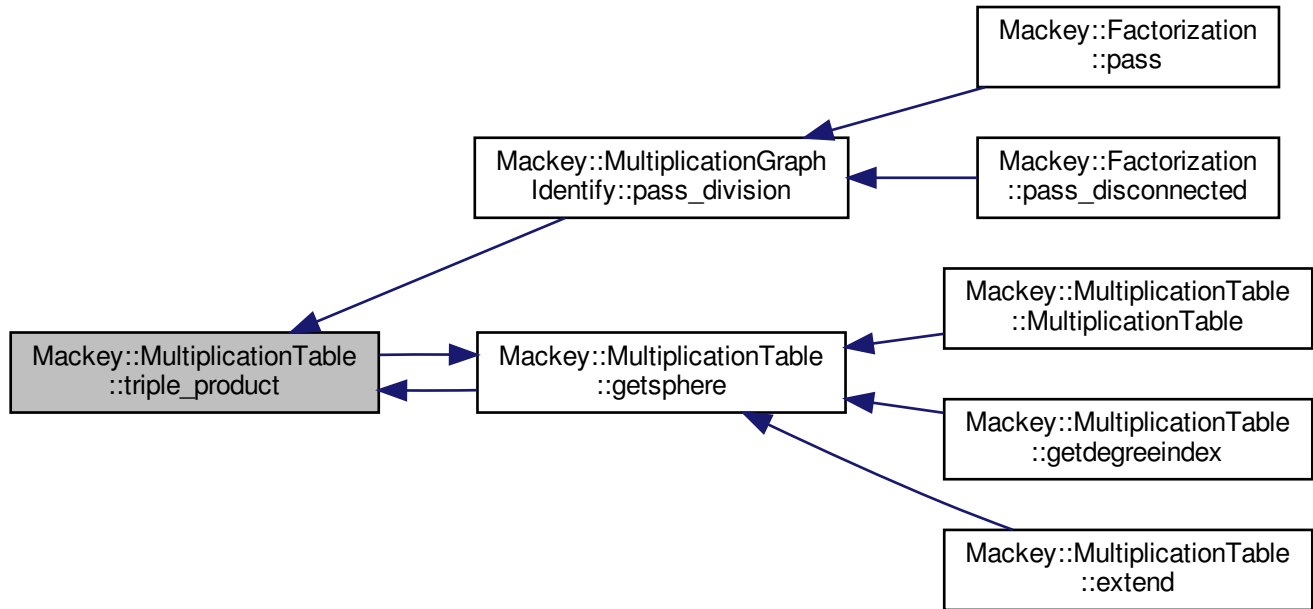 Mackey::Factorization
::pass
Mackey::MultiplicationGraph
Identify::pass_division
Mackey::Factorization
::pass_disconnected
Mackey::MultiplicationTable
::MultiplicationTable
Mackey::MultiplicationTable
::triple_product
Mackey::MultiplicationTable
::getsphere
Mackey::MultiplicationTable
::getdegreeindex
Mackey::MultiplicationTable
::extend